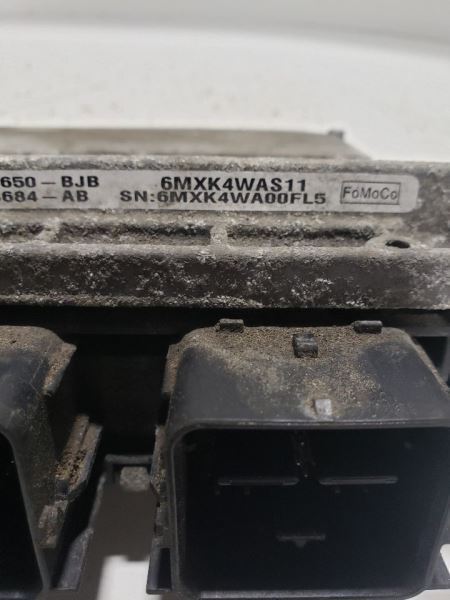 650-BJB 6MXK4WAS11
684-AB SN:6MXK4WA00FL5 FoMoCo